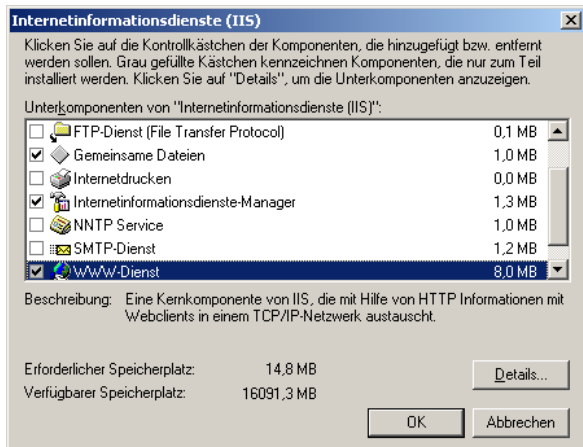 Internetinformationsdienste (IIS)
Klicken Sie auf die Kontrollkästchen der Komponenten, die hinzugefügt bzw. entfernt
werden sollen. Grau gefüllte Kästchen kennzeichnen Komponenten, die nur zum Teil
installiert werden. Klicken Sie auf "Details", um die Unterkomponenten anzuzeigen.
Unterkomponenten von "Internetinformationsdienste (IIS)":
FTP-Dienst (File Transfer Protocol) 0,1 MB
Gemeinsame Dateien 1,0 MB
Internetdrucken 0,0 MB
Internetinformationsdienste-Manager 1,3 MB
NNTP Service 1,0 MB
SMTP-Dienst 1,2 MB
WWW-Dienst 8,0 MB
Beschreibung: Eine Kernkomponente von IIS, die mit Hilfe von HTTP Informationen mit
Webclients in einem TCP/IP-Netzwerk austauscht.
Erforderlicher Speicherplatz: 14,8 MB
Details...
Verfügbarer Speicherplatz: 16091,3 MB
OK Abbrechen